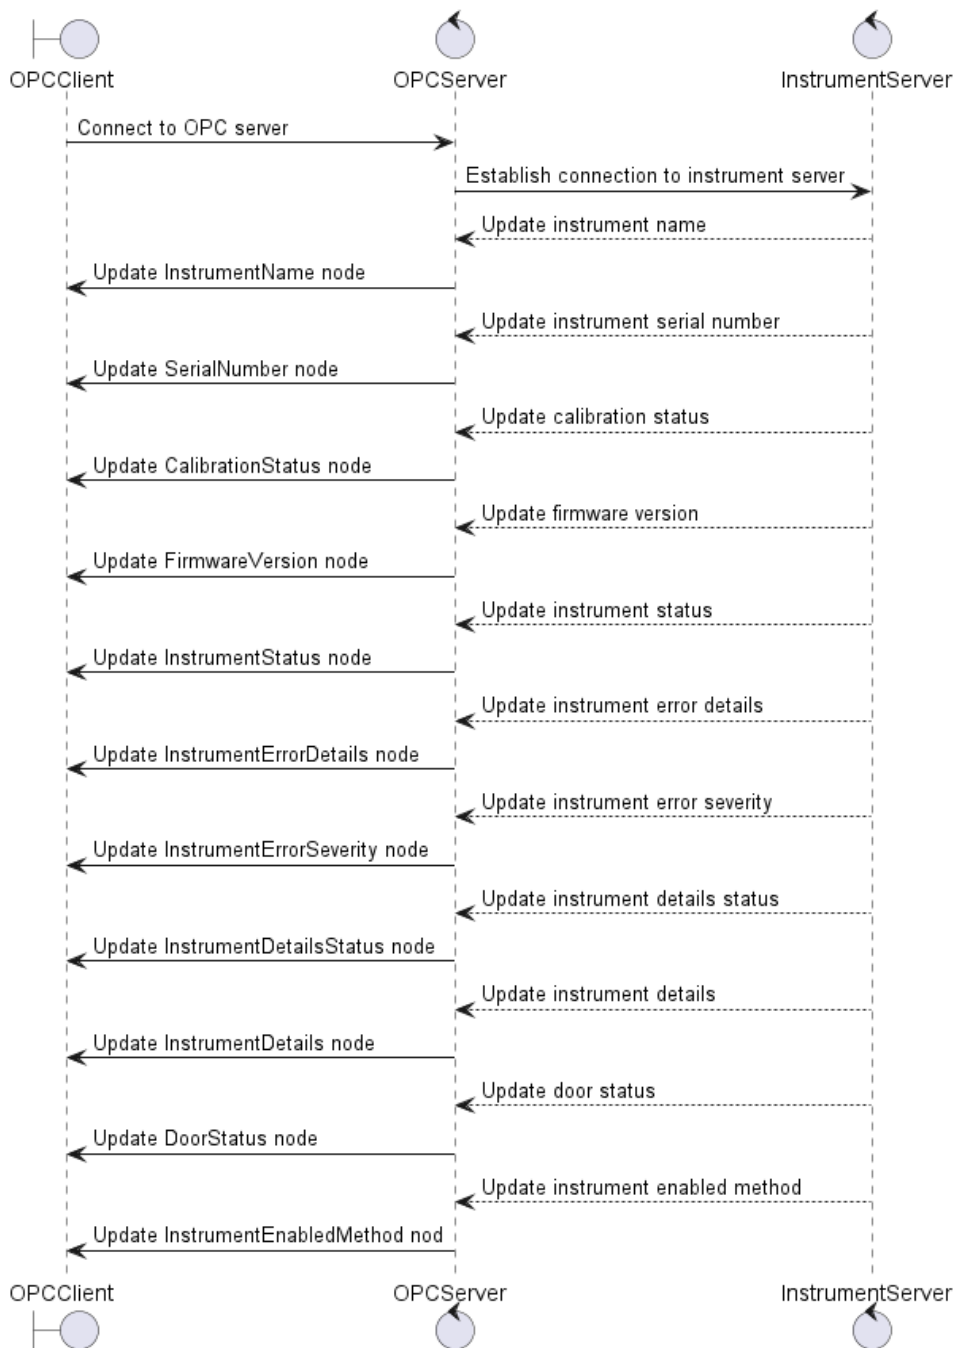 OPCClient OPCServer InstrumentServer
Connect to OPC server
Establish connection to instrument server
Update instrument name
Update InstrumentName node
Update instrument serial number
Update SerialNumber node
Update calibration status
Update CalibrationStatus node
Update firmware version
Update FirmwareVersion node
Update instrument status
Update InstrumentStatus node
Update instrument error details
Update InstrumentErrorDetails node
Update instrument error severity
Update InstrumentErrorSeverity node
Update instrument details status
Update InstrumentDetailsStatus node
Update instrument details
Update InstrumentDetails node
Update door status
Update DoorStatus node
Update instrument enabled method
Update InstrumentEnabledMethod nod
OPCClient OPCServer InstrumentServer